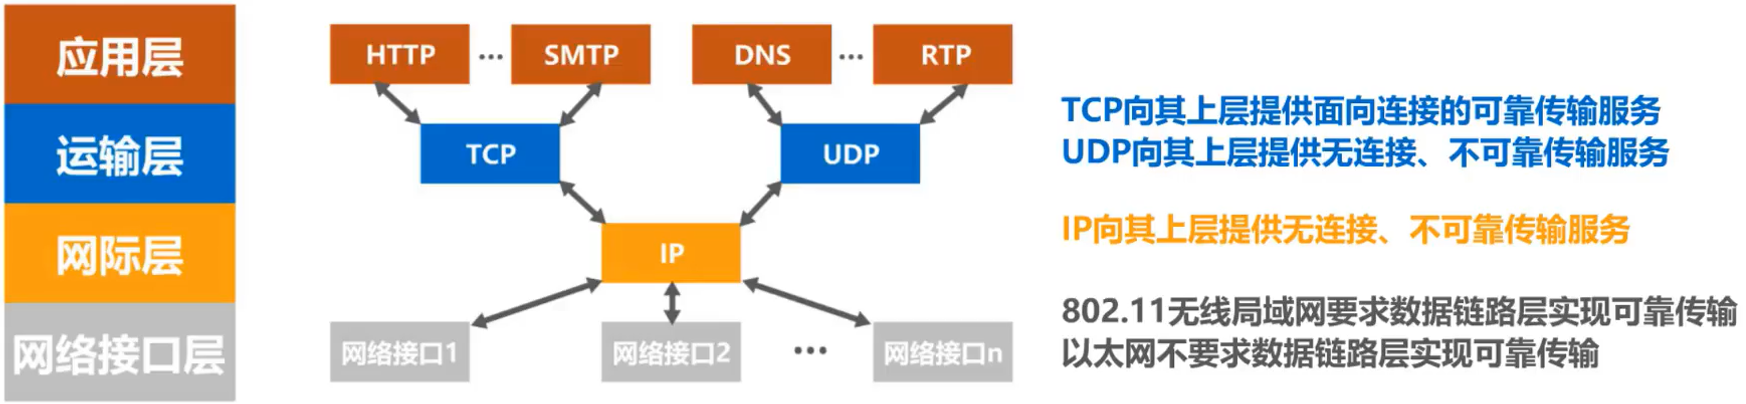 应用层
HTTP ... SMTP DNS ... RTP
运输层
TCP UDP
TCP向其上层提供面向连接的可靠传输服务
UDP向其上层提供无连接、不可靠传输服务
网际层
IP
IP向其上层提供无连接、不可靠传输服务
网络接口层
网络接口1 网络接口2 ... 网络接口n
802.11无线局域网要求数据链路层实现可靠传输
以太网不要求数据链路层实现可靠传输